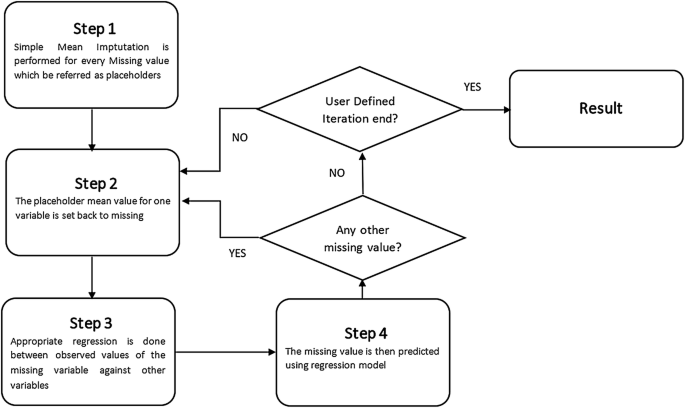 Step 1
Simple Mean Imptutation is
performed for every Missing value
which be referred as placeholders
User Defined
Iteration end?
YES
Result
NO
Step 2
The placeholder mean value for one
variable is set back to missing
NO
Any other
missing value?
YES
Step 3
Appropriate regression is done
between observed values of the
missing variable against other
variables
Step 4
The missing value is then predicted
using regression model